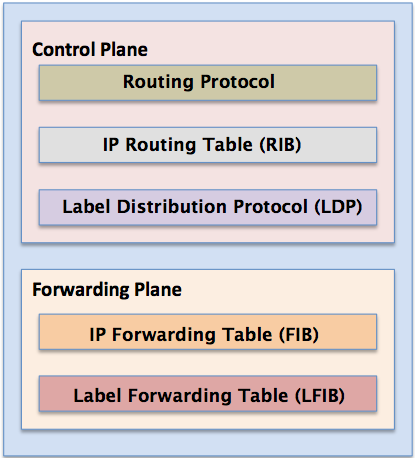 Control Plane
Routing Protocol
IP Routing Table (RIB)
Label Distribution Protocol (LDP)
Forwarding Plane
IP Forwarding Table (FIB)
Label Forwarding Table (LFIB)